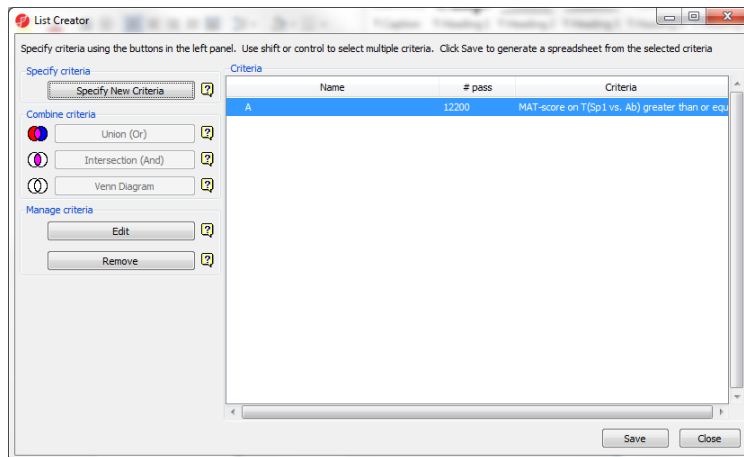 List Creator
Specify criteria using the buttons in the left panel. Use shift or control to select multiple criteria. Click Save to generate a spreadsheet from the selected criteria
Specify criteria
Specify New Criteria
Combine criteria
Union (Or)
Intersection (And)
Venn Diagram
Manage criteria
Edit
Remove
Criteria
Name # pass Criteria
A 12200 MAT-score on T(Sp1 vs. Ab) greater than or equ
Save Close